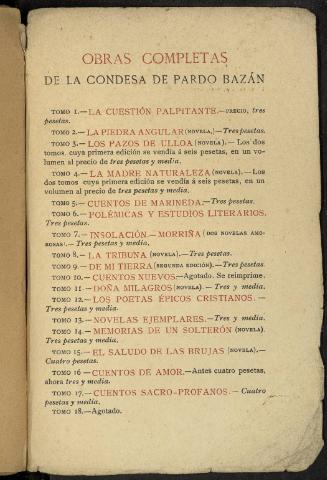 OBRAS COMPLETAS
DE LA CONDESA DE PARDO BAZÁN
TOMO 1.—LA CUESTIÓN PALPITANTE.—PRECIO, tres
pesetas.
TOMO 2.—LA PIEDRA ANGULAR (NOVELA.)—Tres pesetas.
TOMO 3.—LOS PAZOS DE ULLOA (NOVELA).— Los dos
tomos, cuya primera edición se vendía á seis pesetas, en un vo-
lumen al precio de tres pesetas y media.
TOMO 4.—LA MADRE NATURALEZA (NOVELA).—Los
dos tomos cuya primera edición se vendía á seis pesetas, en un
volumen al precio de tres pesetas y media.
TOMO 5.—CUENTOS DE MARINEDA.—Tres pesetas.
TOMO 6.—POLÉMICAS Y ESTUDIOS LITERARIOS.
Tres pesetas.
TOMO 7.—INSOLACIÓN.—MORRIÑA (DOS NOVELAS AMO-
ROSAS).—Tres pesetas y media.
TOMO 8.—LA TRIBUNA (NOVELA).—Tres pesetas.
TOMO 9.—DE MI TIERRA (SEGUNDA EDICIÓN).—Tres pesetas.
TOMO 10.—CUENTOS NUEVOS.—Agotado. Se reimprime.
TOMO 11.—DOÑA MILAGROS (NOVELA).—Tres y media.
TOMO 12.—LOS POETAS ÉPICOS CRISTIANOS.—
Tres pesetas y media.
TOMO 13.—NOVELAS EJEMPLARES.—Tres y media.
TOMO 14.—MEMORIAS DE UN SOLTERÓN (NOVELA).
Tres pesetas y media.
TOMO 15.—EL SALUDO DE LAS BRUJAS (NOVELA).—
Cuatro pesetas.
TOMO 16—CUENTOS DE AMOR.—Antes cuatro pesetas,
ahora tres y media.
TOMO 17.—CUENTOS SACRO-PROFANOS.—Cuatro
pesetas y media.
TOMO 18.—Agotado.